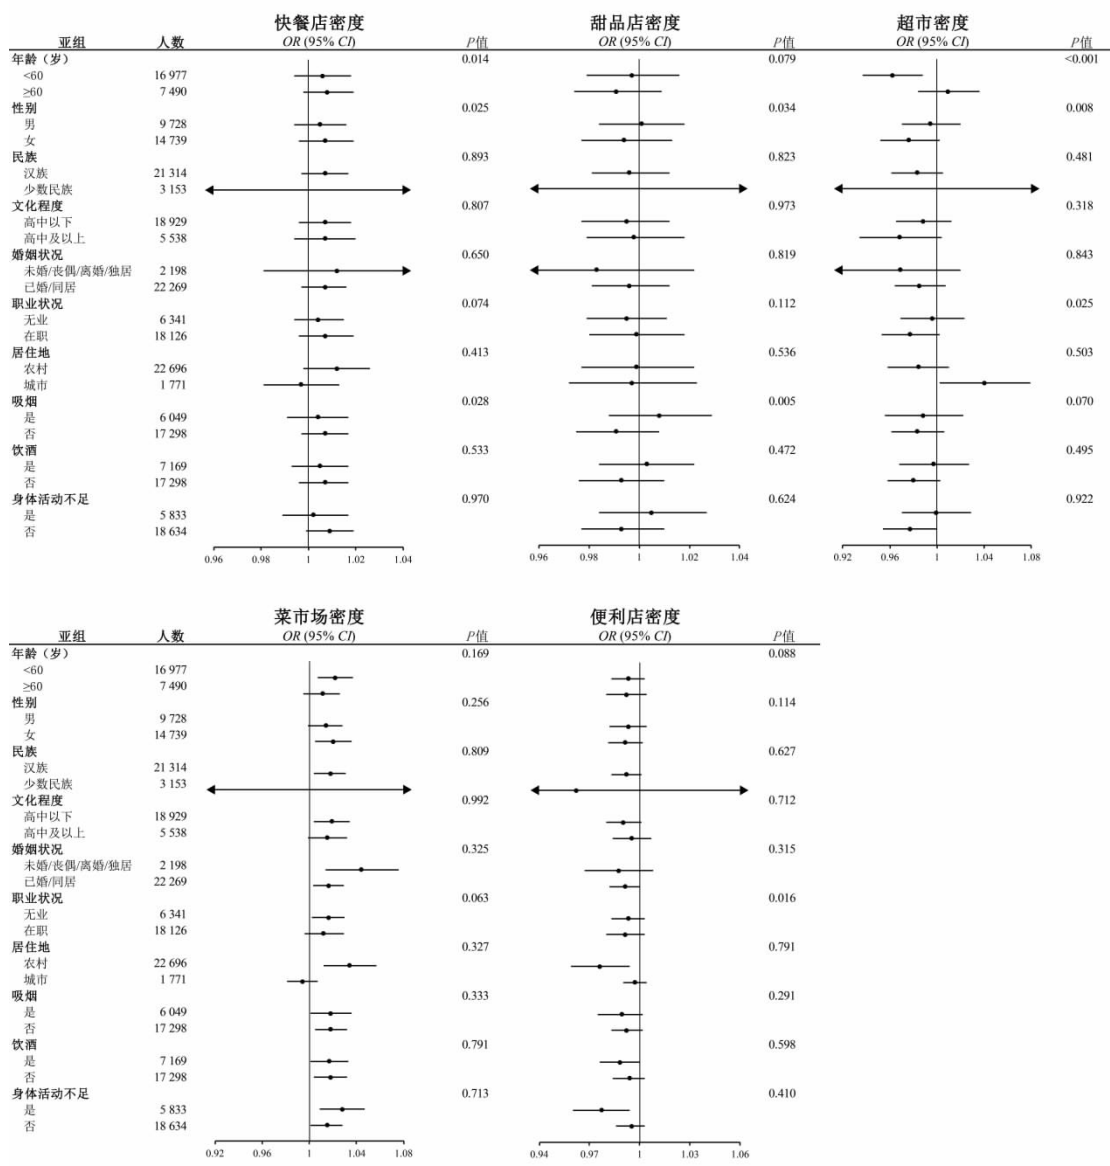 快餐店密度 甜品店密度 超市密度
亚组 人数 OR (95% CI) P值 OR (95% CI) P值 OR (95% CI) P值
年龄（岁） 0.014 0.079 <0.001
<60 16 977
≥60 7 490
性别 0.025 0.034 0.008
男 9 728
女 14 739
民族 0.893 0.823 0.481
汉族 21 314
少数民族 3 153
文化程度 0.807 0.973 0.318
高中以下 18 929
高中及以上 5 538
婚姻状况 0.650 0.819 0.843
未婚/丧偶/离婚/独居 2 198
已婚/同居 22 269
职业状况 0.074 0.112 0.025
无业 6 341
在职 18 126
居住地 0.413 0.536 0.503
农村 22 696
城市 1 771
吸烟 0.028 0.005 0.070
是 6 049
否 17 298
饮酒 0.533 0.472 0.495
是 7 169
否 17 298
身体活动不足 0.970 0.624 0.922
是 5 833
否 18 634
0.96 0.98 1 1.02 1.04 0.96 0.98 1 1.02 1.04 0.92 0.96 1 1.04 1.08
菜市场密度 便利店密度
亚组 人数 OR (95% CI) P值 OR (95% CI) P值
年龄（岁） 0.169 0.088
<60 16 977
≥60 7 490
性别 0.256 0.114
男 9 728
女 14 739
民族 0.809 0.627
汉族 21 314
少数民族 3 153
文化程度 0.992 0.712
高中以下 18 929
高中及以上 5 538
婚姻状况 0.325 0.315
未婚/丧偶/离婚/独居 2 198
已婚/同居 22 269
职业状况 0.063 0.016
无业 6 341
在职 18 126
居住地 0.327 0.791
农村 22 696
城市 1 771
吸烟 0.333 0.291
是 6 049
否 17 298
饮酒 0.791 0.598
是 7 169
否 17 298
身体活动不足 0.713 0.410
是 5 833
否 18 634
0.92 0.96 1 1.04 1.08 0.94 0.97 1 1.03 1.06